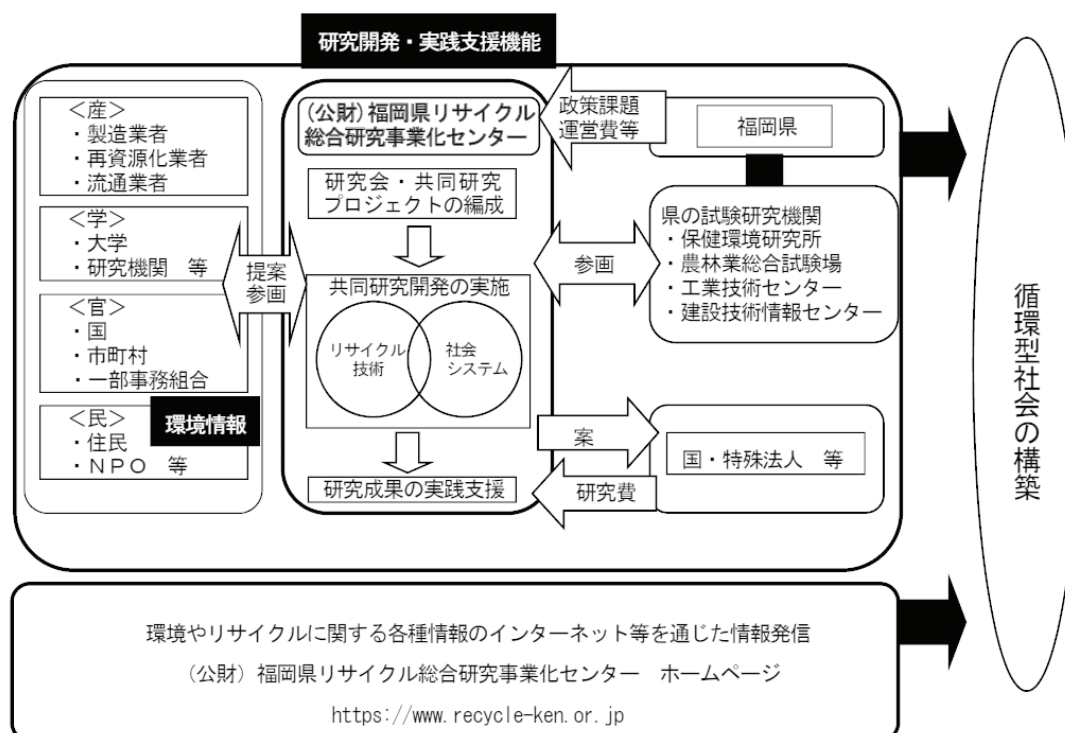 研究開発・実践支援機能
＜産＞
・製造業者
・再資源化業者
・流通業者
＜学＞
・大学
・研究機関　等
＜官＞
・国
・市町村
・一部事務組合
＜民＞
・住民
・ＮＰＯ　等
環境情報
提案
参画
(公財)福岡県リサイクル
総合研究事業化センター
研究会・共同研究
プロジェクトの編成
共同研究開発の実施
リサイクル
技術
社会
システム
研究成果の実践支援
政策課題
運営費等
福岡県
参画
県の試験研究機関
・保健環境研究所
・農林業総合試験場
・工業技術センター
・建設技術情報センター
案
国・特殊法人　等
研究費
循環型社会の構築
環境やリサイクルに関する各種情報のインターネット等を通じた情報発信
（公財）福岡県リサイクル総合研究事業化センター　ホームページ
https://www.recycle-ken.or.jp